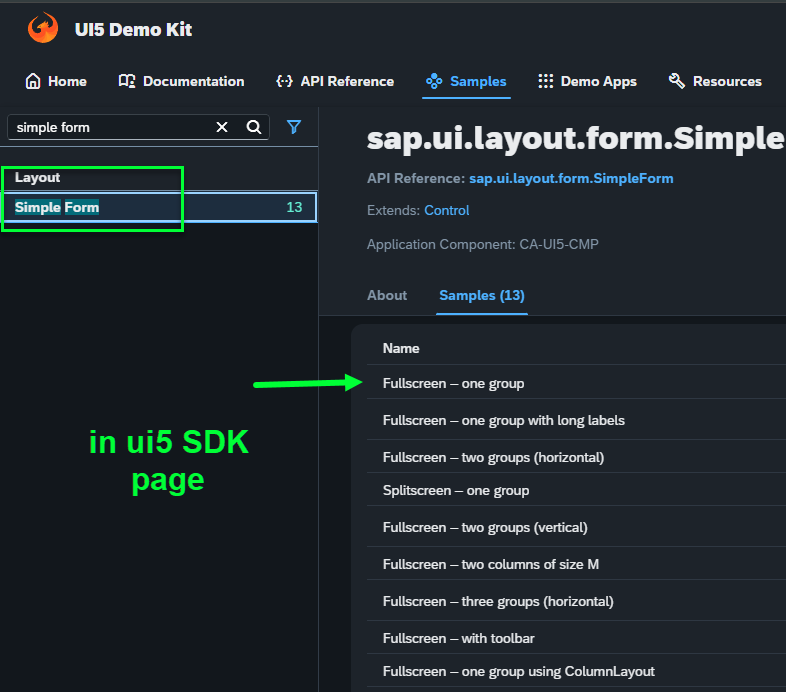 UI5 Demo Kit
Home Documentation API Reference Samples Demo Apps Resources
simple form
Layout
Simple Form 13
in ui5 SDK
page
sap.ui.layout.form.Simple
API Reference: sap.ui.layout.form.SimpleForm
Extends: Control
Application Component: CA-UI5-CMP
About Samples (13)
Name
Fullscreen – one group
Fullscreen – one group with long labels
Fullscreen – two groups (horizontal)
Splitscreen – one group
Fullscreen – two groups (vertical)
Fullscreen – two columns of size M
Fullscreen – three groups (horizontal)
Fullscreen – with toolbar
Fullscreen – one group using ColumnLayout